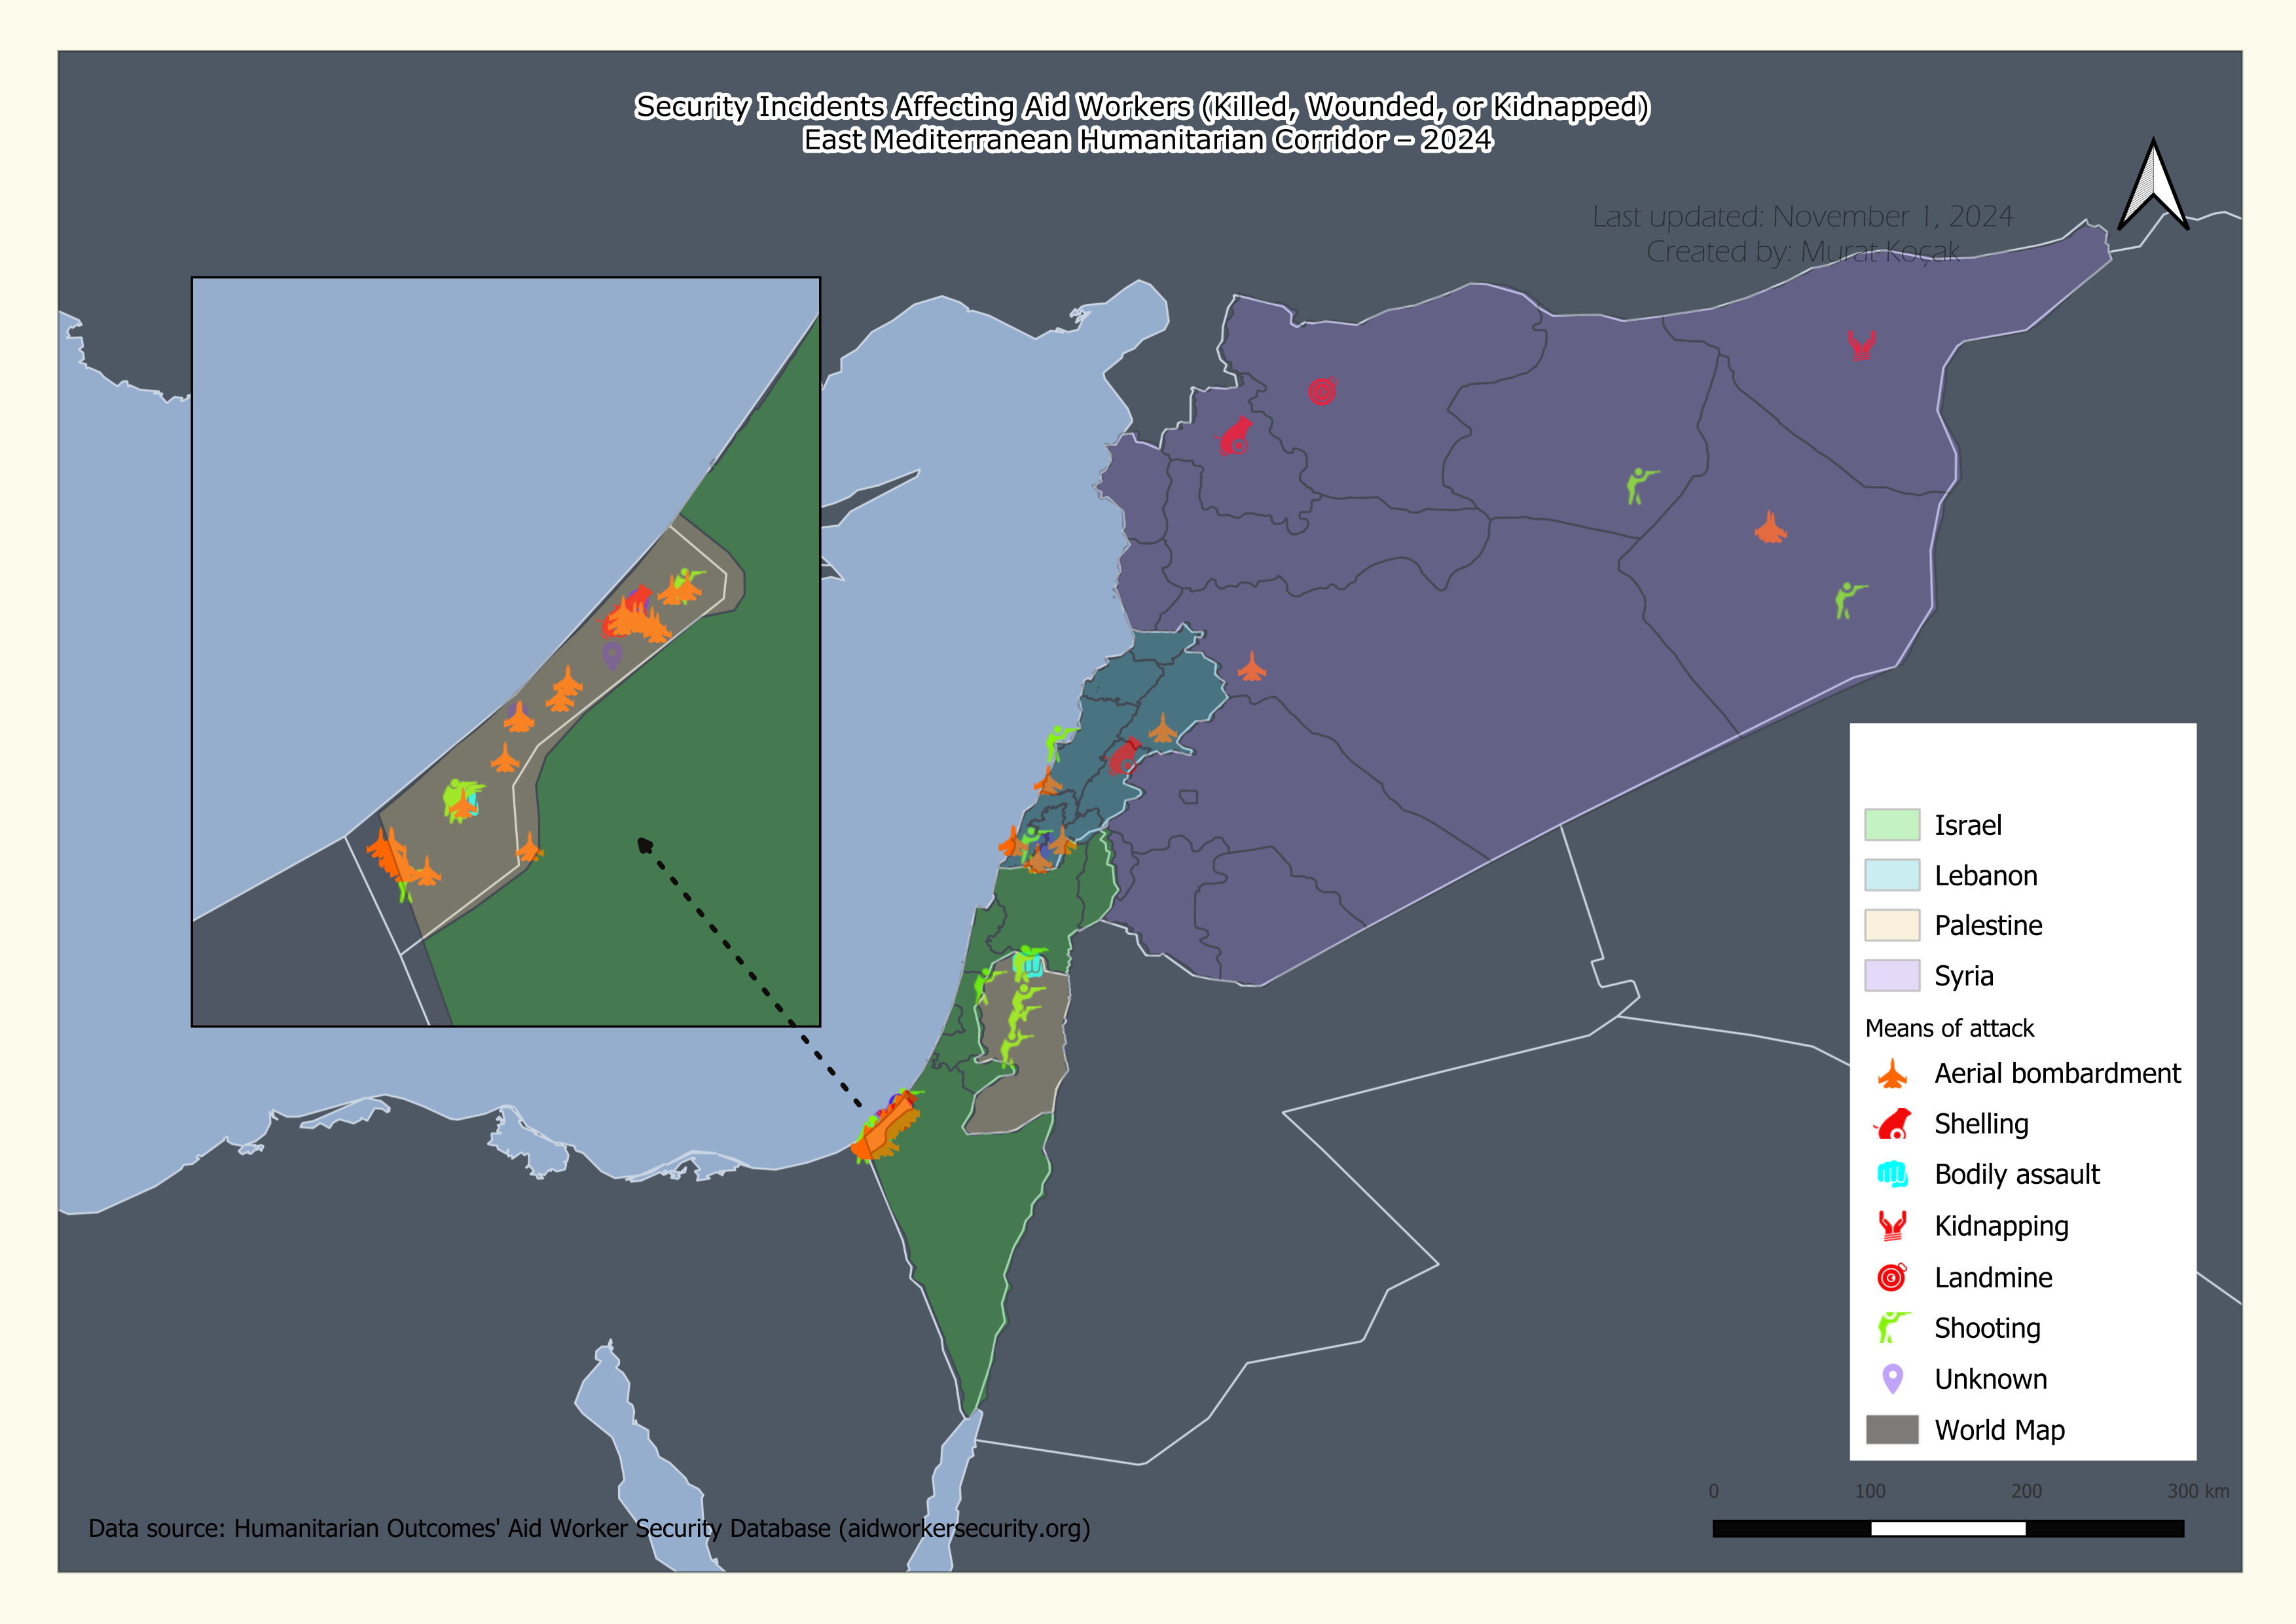 Security Incidents Affecting Aid Workers (Killed, Wounded, or Kidnapped)
East Mediterranean Humanitarian Corridor – 2024
Last updated: November 1, 2024
Created by: Murat Koçak
Israel
Lebanon
Palestine
Syria
Means of attack
Aerial bombardment
Shelling
Bodily assault
Kidnapping
Landmine
Shooting
Unknown
World Map
0 100 200 300 km
Data source: Humanitarian Outcomes' Aid Worker Security Database (aidworkersecurity.org)